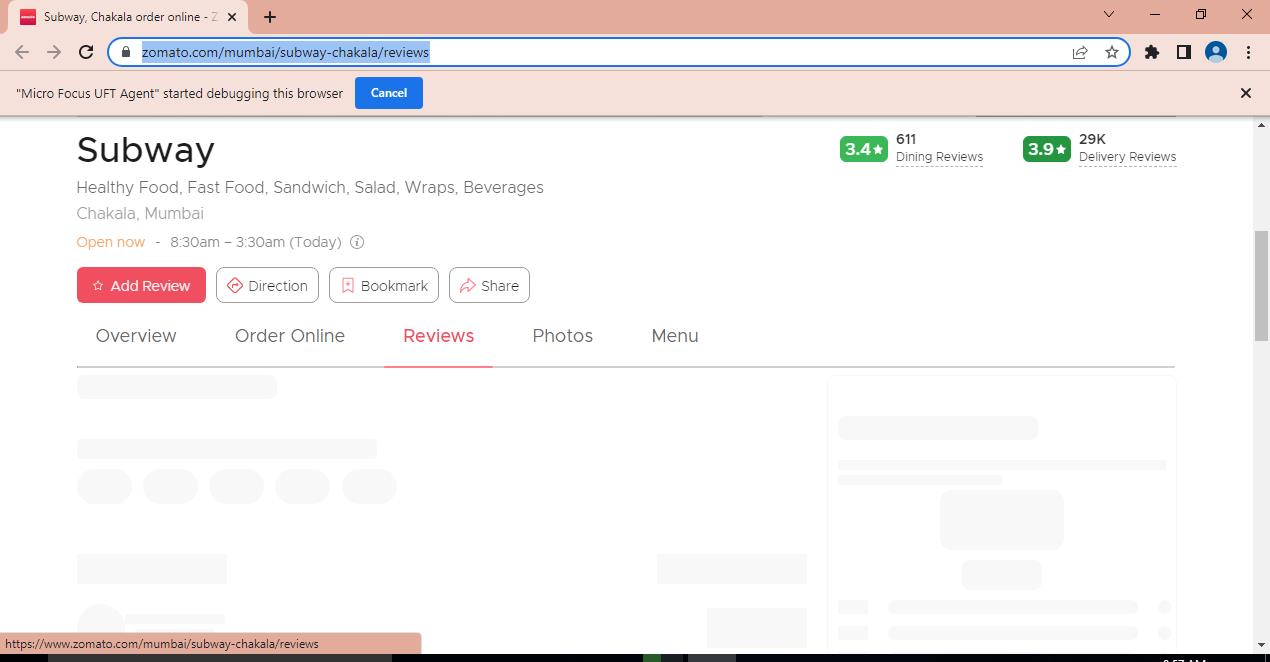 Subway, Chakala order online - Z
zomato.com/mumbai/subway-chakala/reviews
"Micro Focus UFT Agent" started debugging this browser
Cancel
Subway
3.4
611
Dining Reviews
3.9
29K
Delivery Reviews
Healthy Food, Fast Food, Sandwich, Salad, Wraps, Beverages
Chakala, Mumbai
Open now - 8:30am – 3:30am (Today)
Add Review
Direction
Bookmark
Share
Overview
Order Online
Reviews
Photos
Menu
https://www.zomato.com/mumbai/subway-chakala/reviews